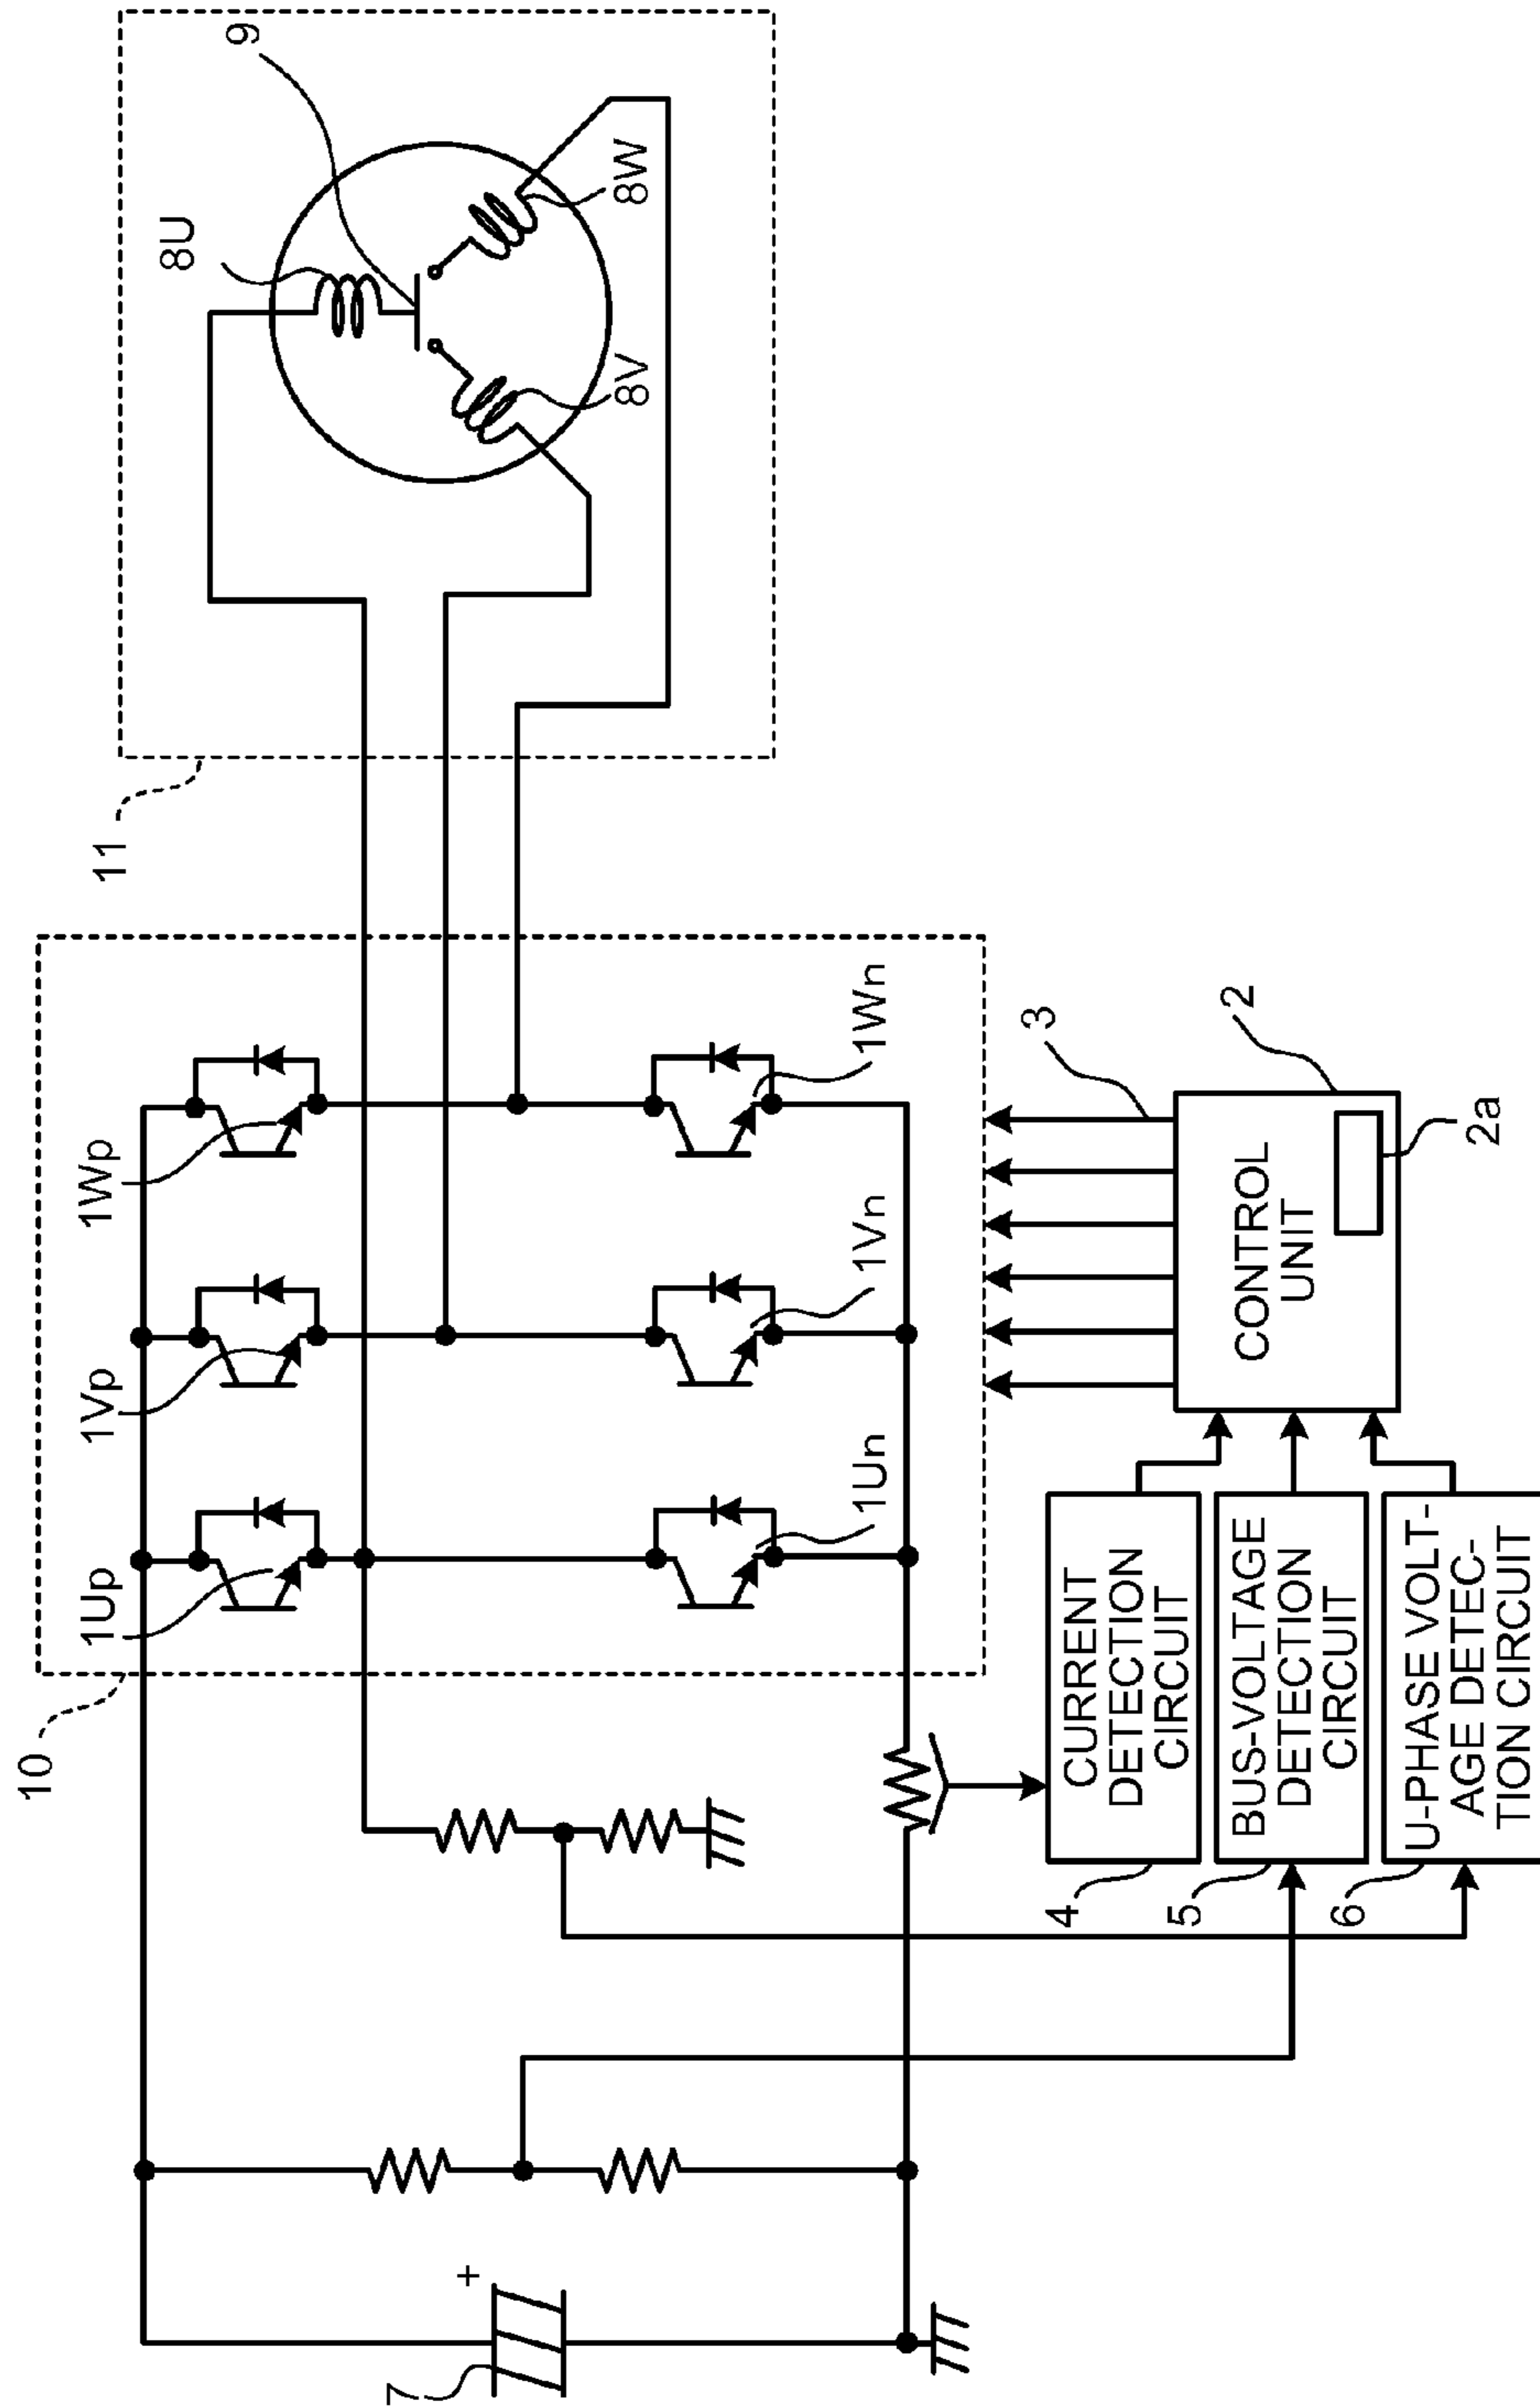 10
11
1Up
1Vp
1Wp
8U
9
8V
8W
7
+
1Un
1Vn
1Wn
3
4
CURRENT
DETECTION
CIRCUIT
5
BUS-VOLTAGE
DETECTION
CIRCUIT
6
U-PHASE VOLT-
AGE DETEC-
TION CIRCUIT
CONTROL
UNIT
2
2a